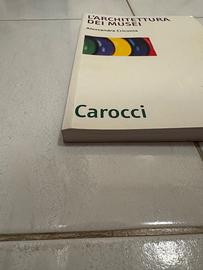 L'ARCHITETTURA
DEI MUSEI
Alessandra Criconia
Carocci